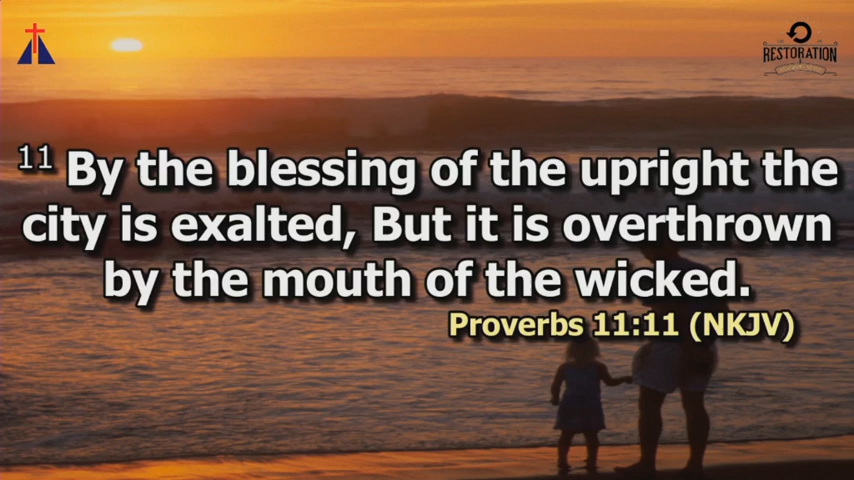 RESTORATION
11 By the blessing of the upright the
city is exalted, But it is overthrown
by the mouth of the wicked.
Proverbs 11:11 (NKJV)